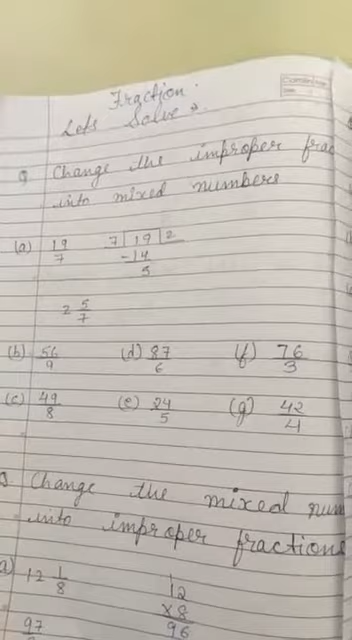 Fraction.
Lets Solve
Q Change the improper frac
into mixed numbers
(a) 19/7 7|19|2
-14
5
2 5/7
(b) 56/9 (d) 87/6 (f) 76/3
(c) 49/8 (e) 24/5 (g) 42/4
Change the mixed num
into improper fractions
a) 12 1/8 12
×8
97 96